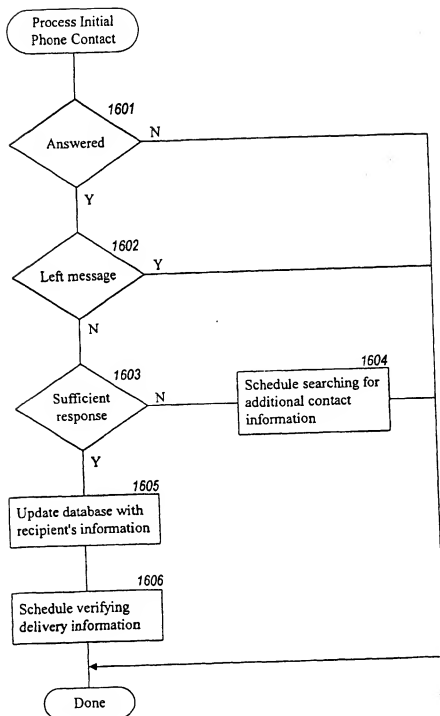 Process Initial
Phone Contact
1601
Answered
N
Y
1602
Left message
Y
N
1603
Sufficient
response
N
1604
Schedule searching for
additional contact
information
Y
1605
Update database with
recipient's information
1606
Schedule verifying
delivery information
Done